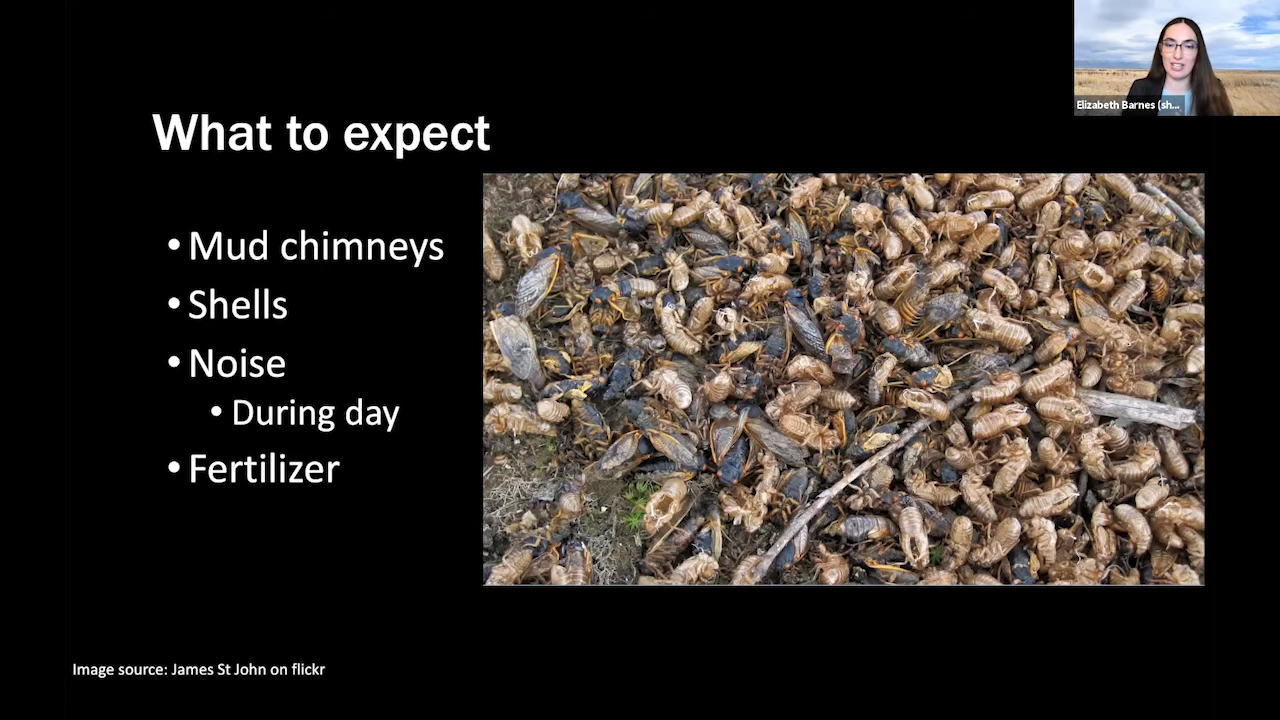 Elizabeth Barnes (sh...
What to expect
• Mud chimneys
• Shells
• Noise
• During day
• Fertilizer
Image source: James St John on flickr